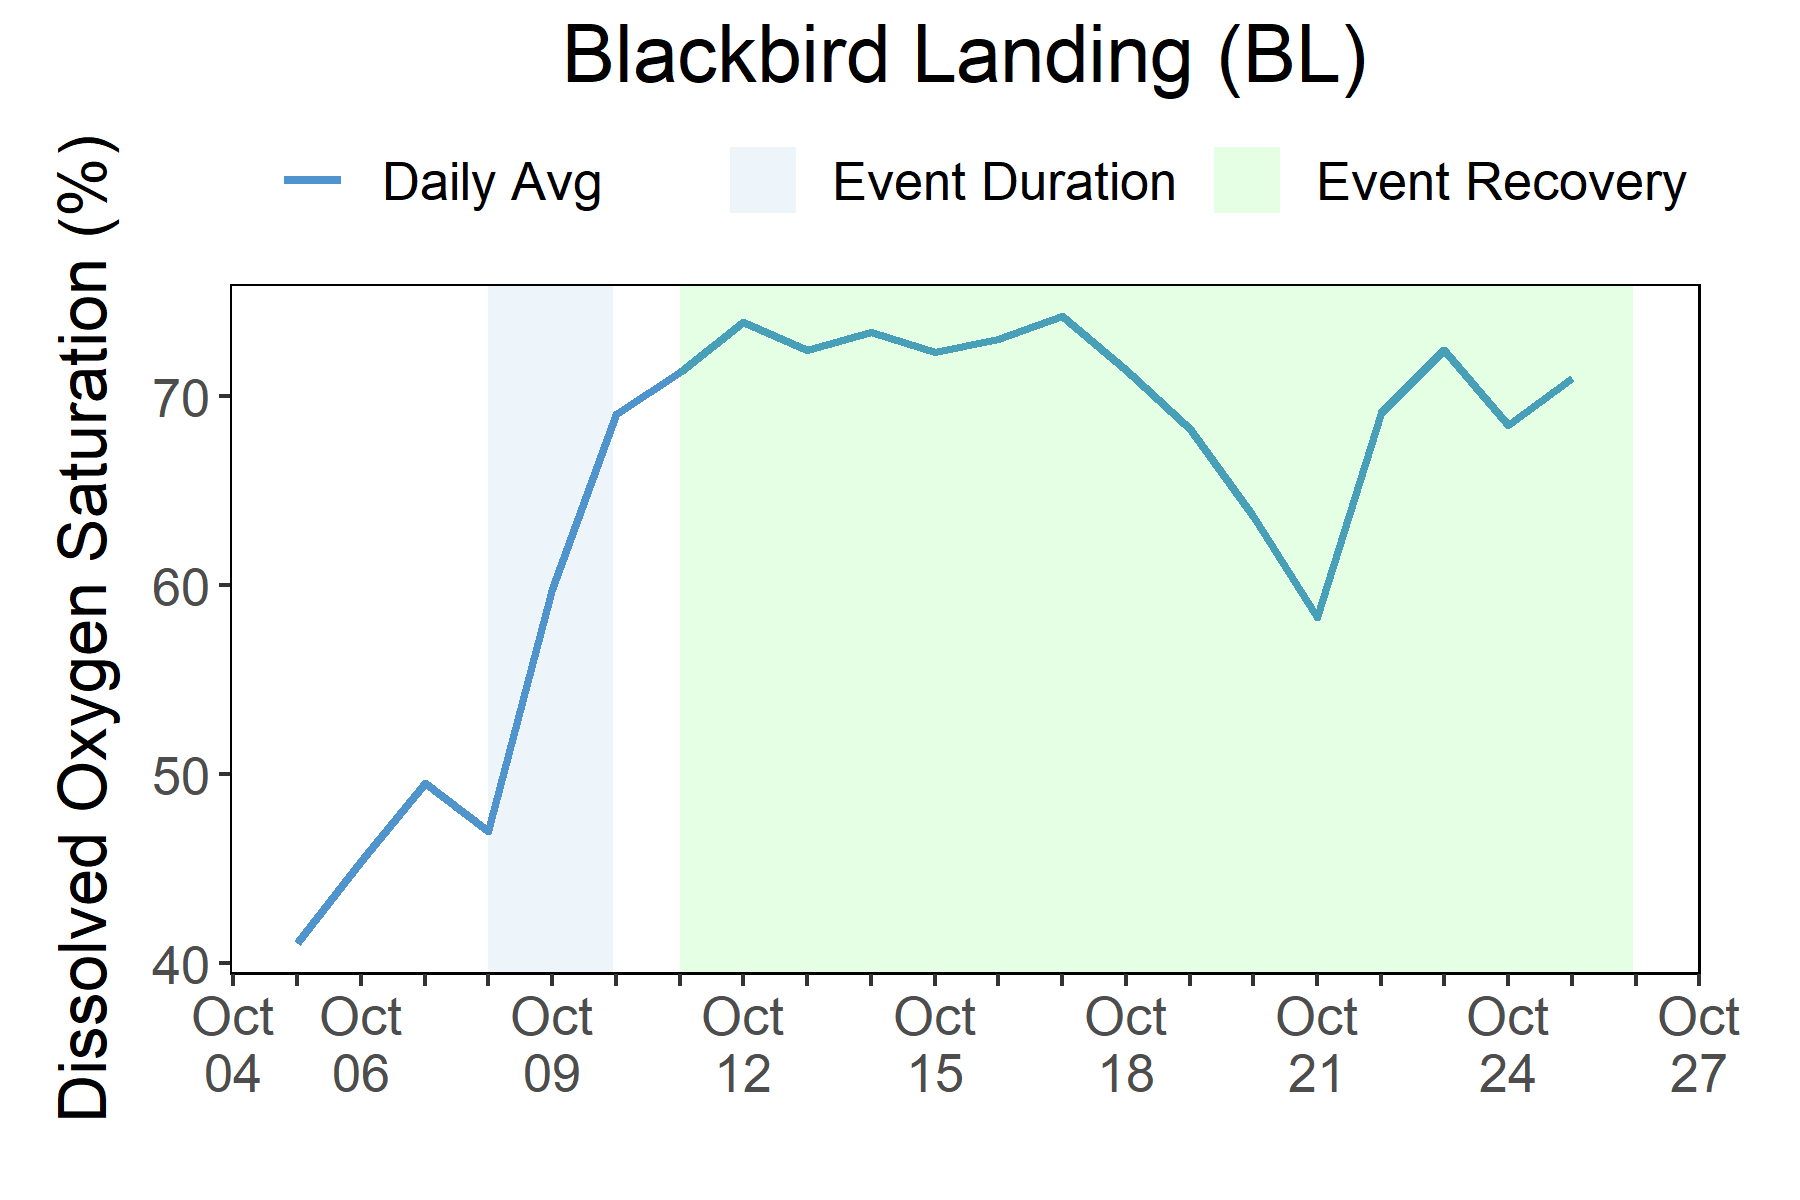 Blackbird Landing (BL)
Daily Avg
Event Duration
Event Recovery
Dissolved Oxygen Saturation (%)
70
60
50
40
Oct
04
Oct
06
Oct
09
Oct
12
Oct
15
Oct
18
Oct
21
Oct
24
Oct
27